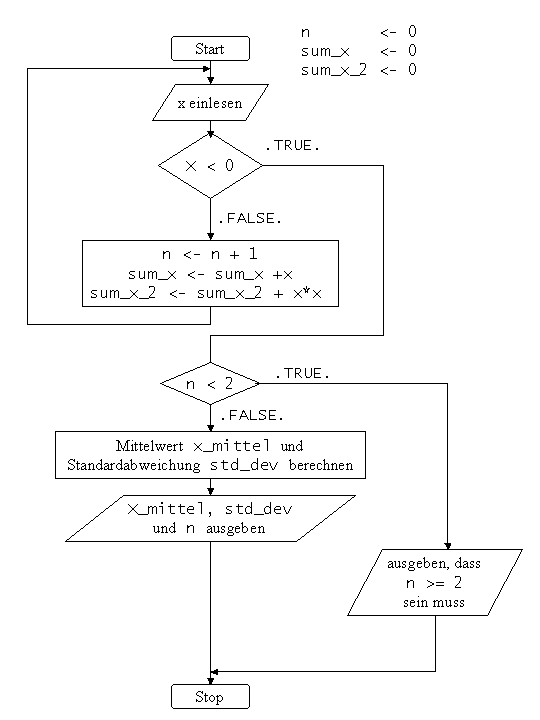 n <- 0
sum_x <- 0
sum_x_2 <- 0
Start
x einlesen
x < 0
.TRUE.
.FALSE.
n <- n + 1
sum_x <- sum_x +x
sum_x_2 <- sum_x_2 + x*x
n < 2
.TRUE.
.FALSE.
Mittelwert x_mittel und
Standardabweichung std_dev berechnen
x_mittel, std_dev
und n ausgeben
ausgeben, dass
n >= 2
sein muss
Stop